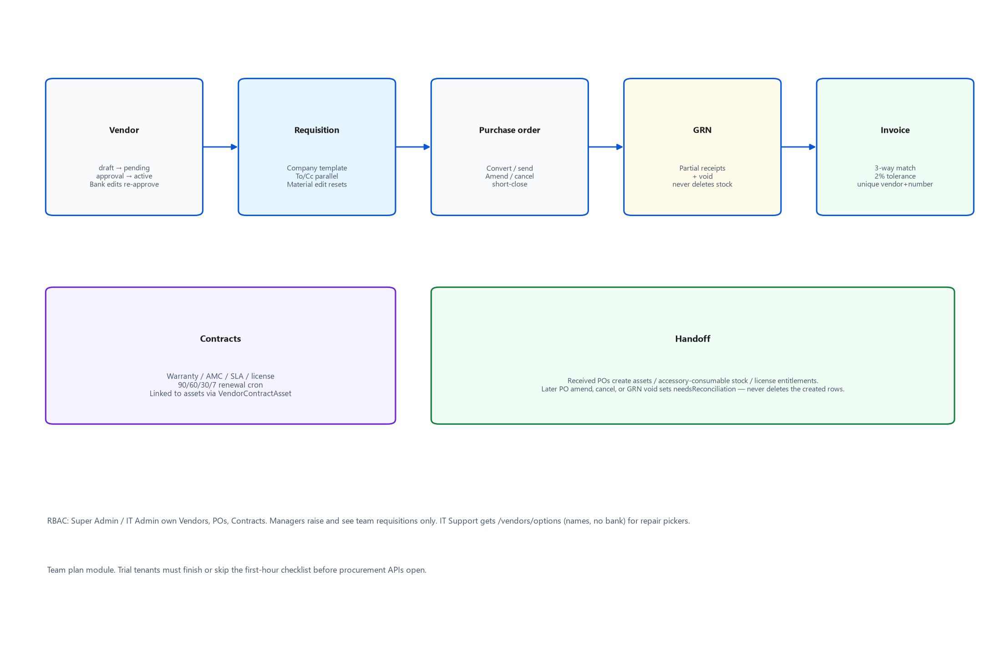 Vendor
draft → pending
approval → active
Bank edits re-approve
Requisition
Company template
To/Cc parallel
Material edit resets
Purchase order
Convert / send
Amend / cancel
short-close
GRN
Partial receipts
+ void
never deletes stock
Invoice
3-way match
2% tolerance
unique vendor+number
Contracts
Warranty / AMC / SLA / license
90/60/30/7 renewal cron
Linked to assets via VendorContractAsset
Handoff
Received POs create assets / accessory-consumable stock / license entitlements.
Later PO amend, cancel, or GRN void sets needsReconciliation — never deletes the created rows.
RBAC: Super Admin / IT Admin own Vendors, POs, Contracts. Managers raise and see team requisitions only. IT Support gets /vendors/options (names, no bank) for repair pickers.
Team plan module. Trial tenants must finish or skip the first-hour checklist before procurement APIs open.